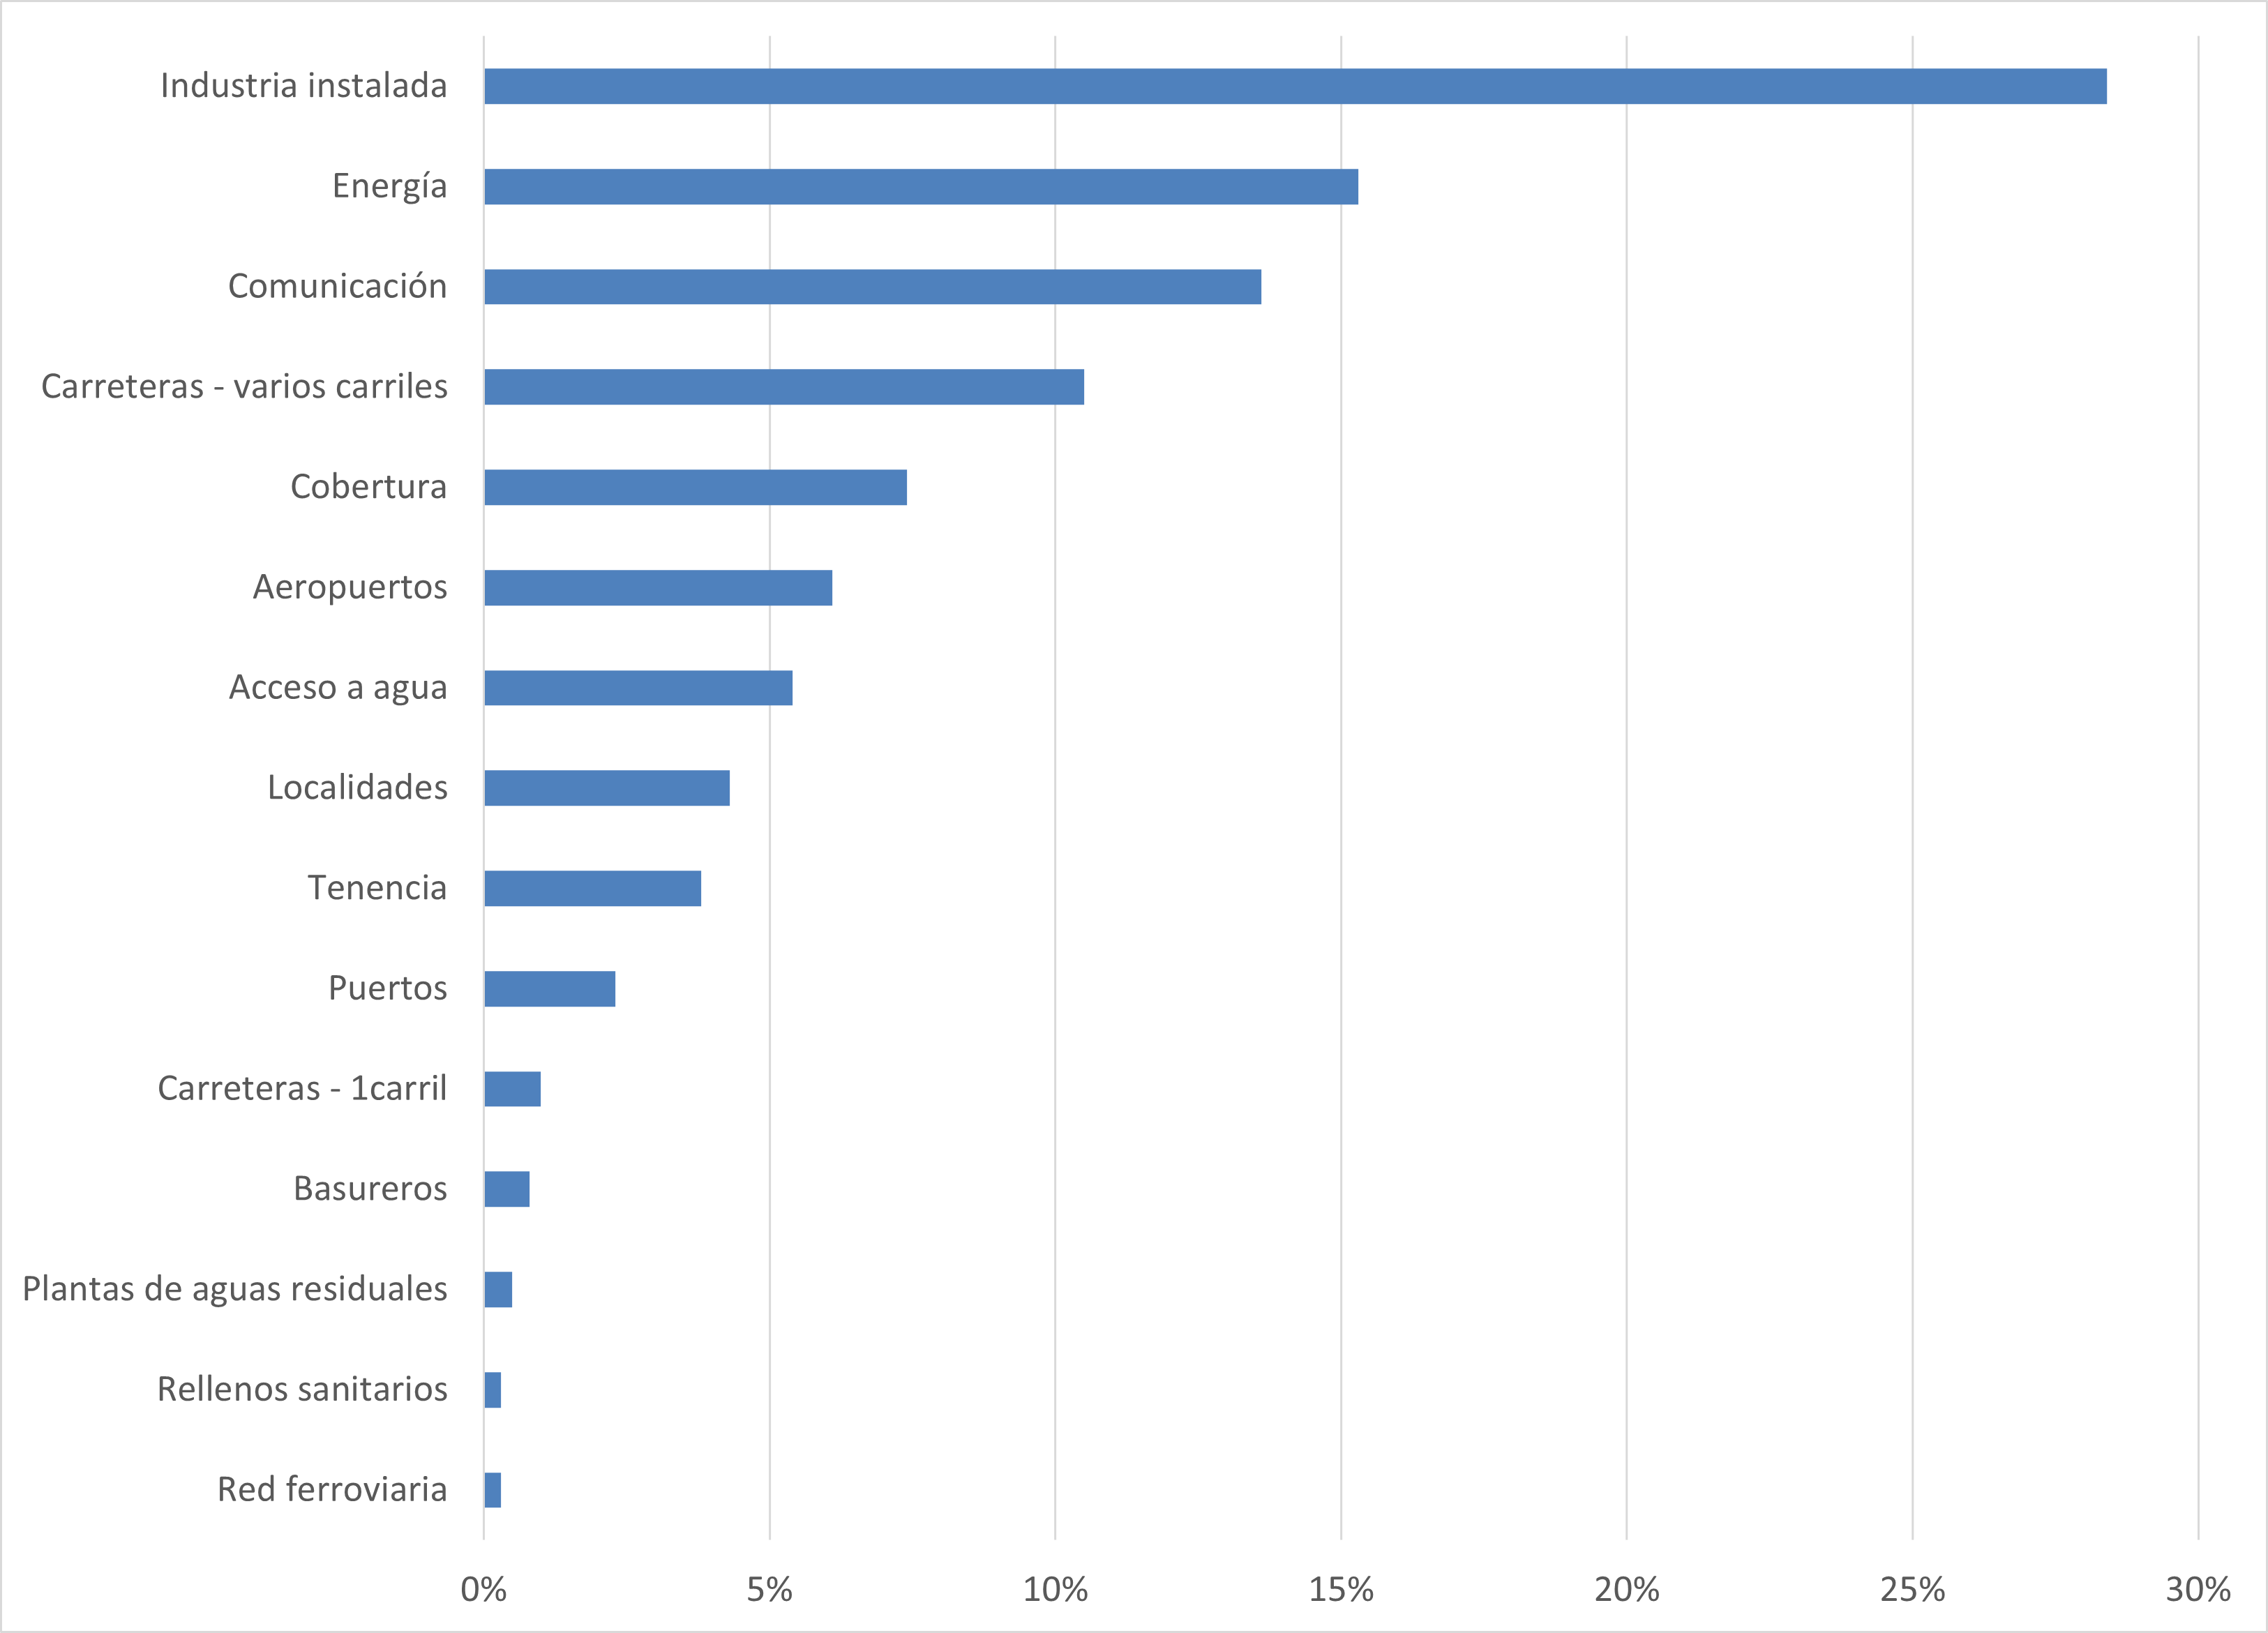 Industria instalada
Energía
Comunicación
Carreteras - varios carriles
Cobertura
Aeropuertos
Acceso a agua
Localidades
Tenencia
Puertos
Carreteras - 1carril
Basureros
Plantas de aguas residuales
Rellenos sanitarios
Red ferroviaria
0% 5% 10% 15% 20% 25% 30%